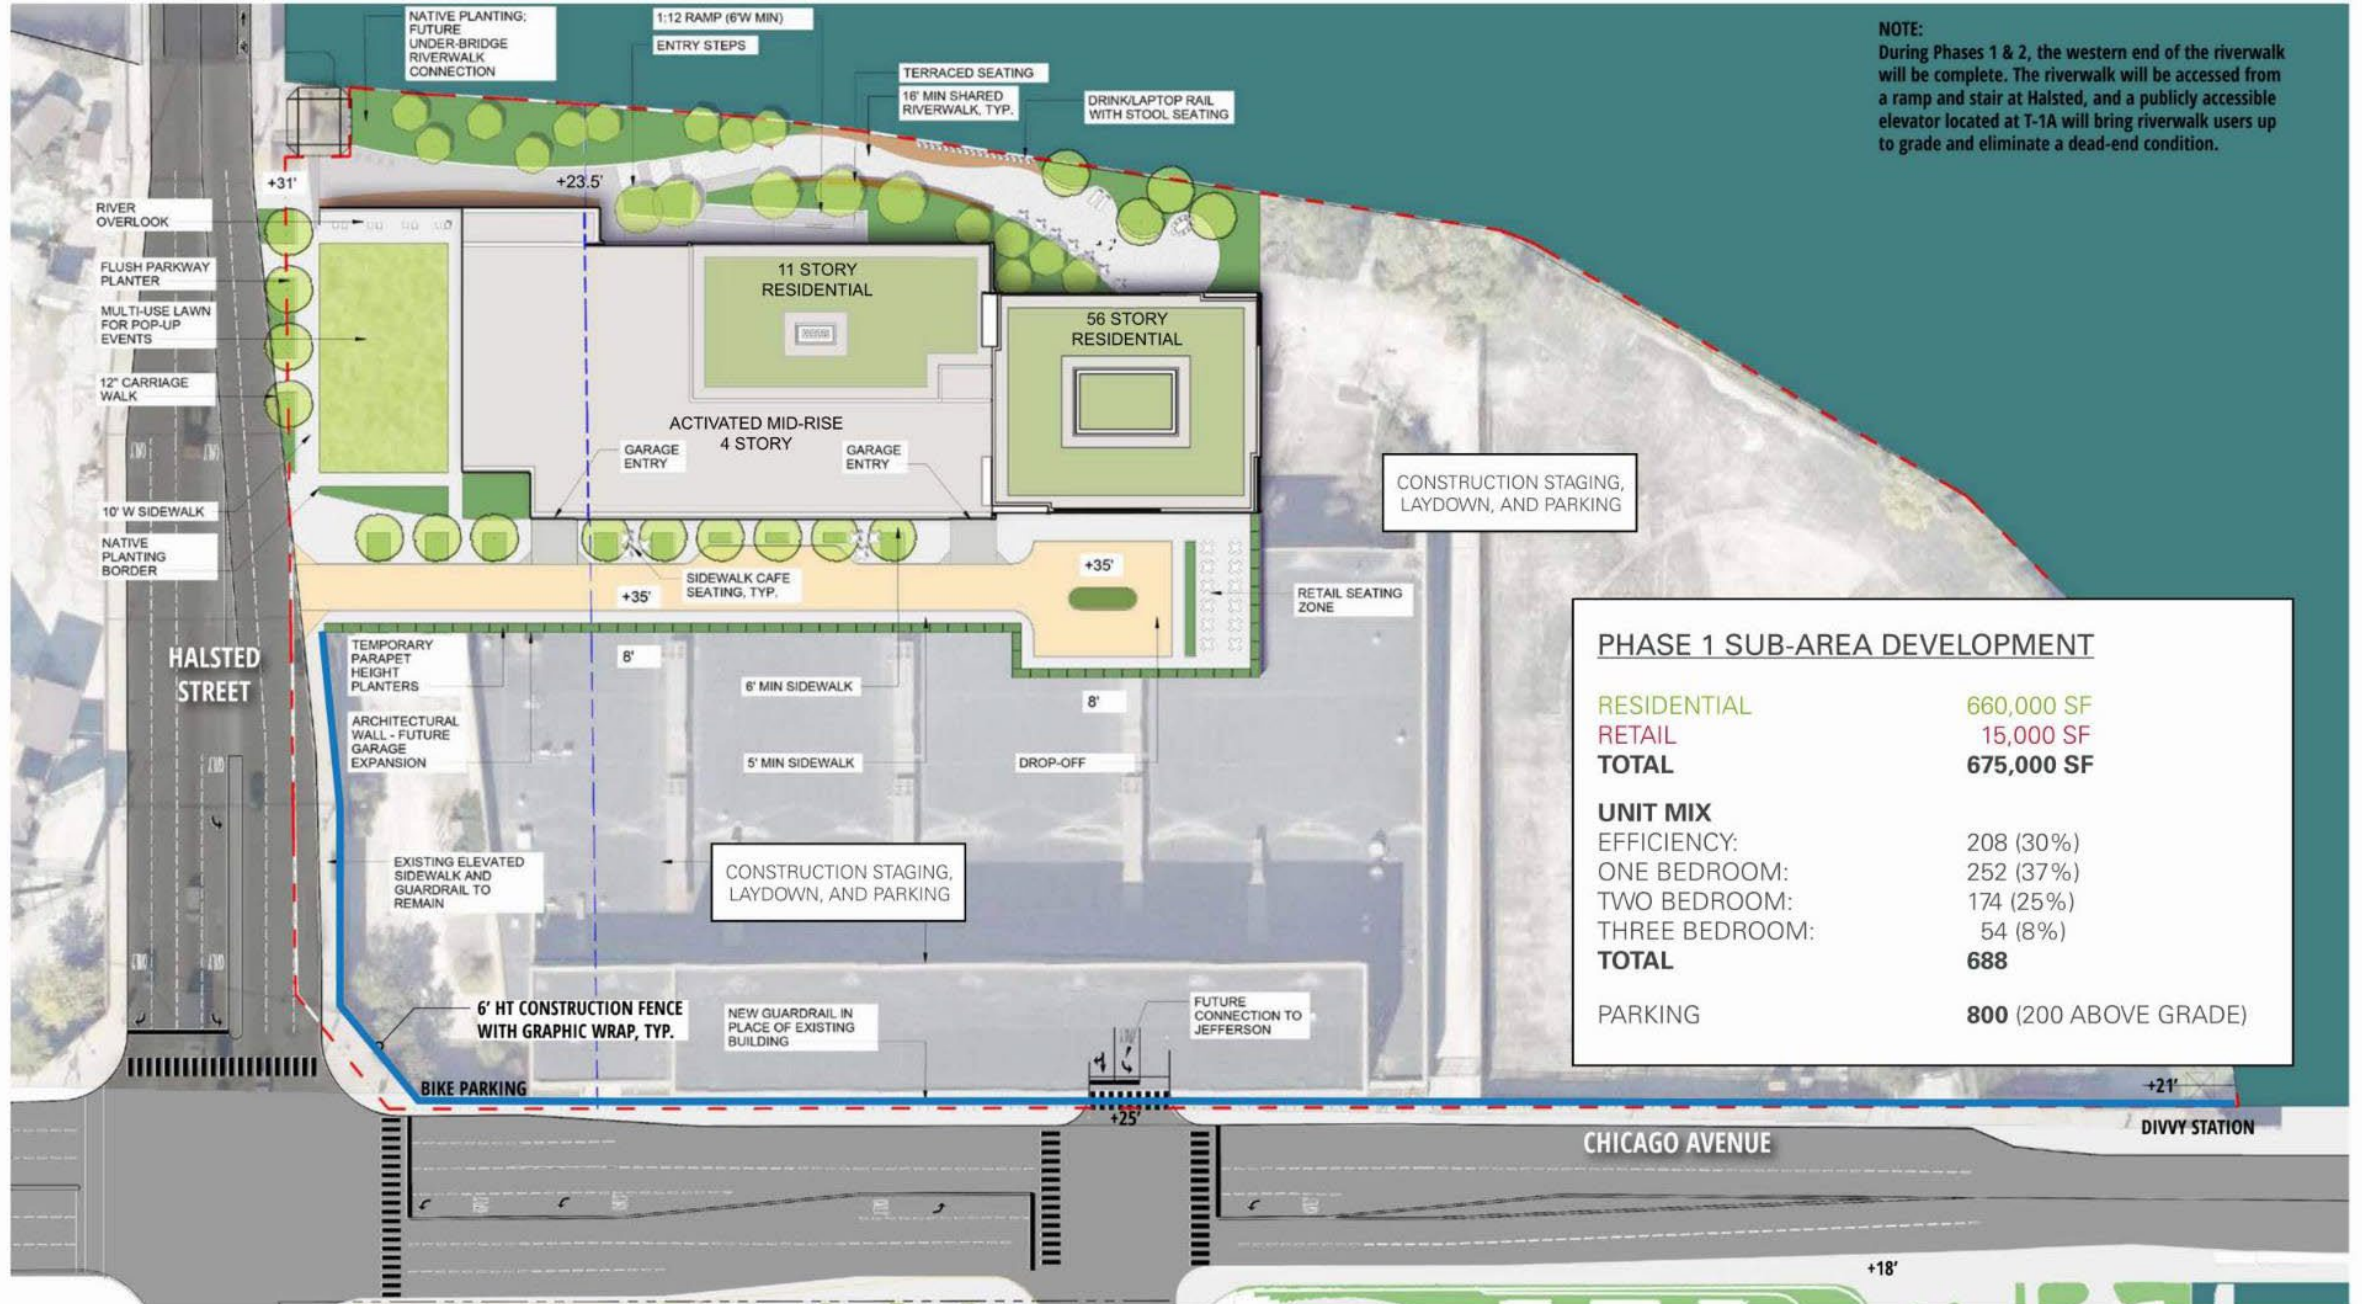 NATIVE PLANTING;
FUTURE
UNDER-BRIDGE
RIVERWALK
CONNECTION
1:12 RAMP (6'W MIN)
ENTRY STEPS
TERRACED SEATING
16' MIN SHARED
RIVERWALK, TYP.
DRINK/LAPTOP RAIL
WITH STOOL SEATING
NOTE:
During Phases 1 & 2, the western end of the riverwalk
will be complete. The riverwalk will be accessed from
a ramp and stair at Halsted, and a publicly accessible
elevator located at T-1A will bring riverwalk users up
to grade and eliminate a dead-end condition.
+31'
+23.5'
RIVER
OVERLOOK
FLUSH PARKWAY
PLANTER
MULTI-USE LAWN
FOR POP-UP
EVENTS
12" CARRIAGE
WALK
10' W SIDEWALK
NATIVE
PLANTING
BORDER
11 STORY
RESIDENTIAL
56 STORY
RESIDENTIAL
ACTIVATED MID-RISE
4 STORY
GARAGE
ENTRY
GARAGE
ENTRY
CONSTRUCTION STAGING,
LAYDOWN, AND PARKING
SIDEWALK CAFE
SEATING, TYP.
+35'
+35'
RETAIL SEATING
ZONE
HALSTED
STREET
TEMPORARY
PARAPET
HEIGHT
PLANTERS
8'
6' MIN SIDEWALK
8'
ARCHITECTURAL
WALL - FUTURE
GARAGE
EXPANSION
5' MIN SIDEWALK
DROP-OFF
EXISTING ELEVATED
SIDEWALK AND
GUARDRAIL TO
REMAIN
CONSTRUCTION STAGING,
LAYDOWN, AND PARKING
6' HT CONSTRUCTION FENCE
WITH GRAPHIC WRAP, TYP.
NEW GUARDRAIL IN
PLACE OF EXISTING
BUILDING
FUTURE
CONNECTION TO
JEFFERSON
BIKE PARKING
+25'
PHASE 1 SUB-AREA DEVELOPMENT
RESIDENTIAL 660,000 SF
RETAIL 15,000 SF
TOTAL 675,000 SF
UNIT MIX
EFFICIENCY: 208 (30%)
ONE BEDROOM: 252 (37%)
TWO BEDROOM: 174 (25%)
THREE BEDROOM: 54 (8%)
TOTAL 688
PARKING 800 (200 ABOVE GRADE)
+21'
DIVVY STATION
CHICAGO AVENUE
+18'